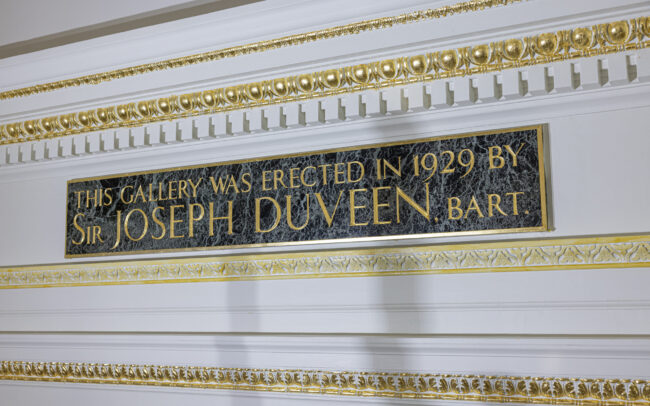 THIS GALLERY WAS ERECTED IN 1929 BY
SIR JOSEPH DUVEEN. BART.